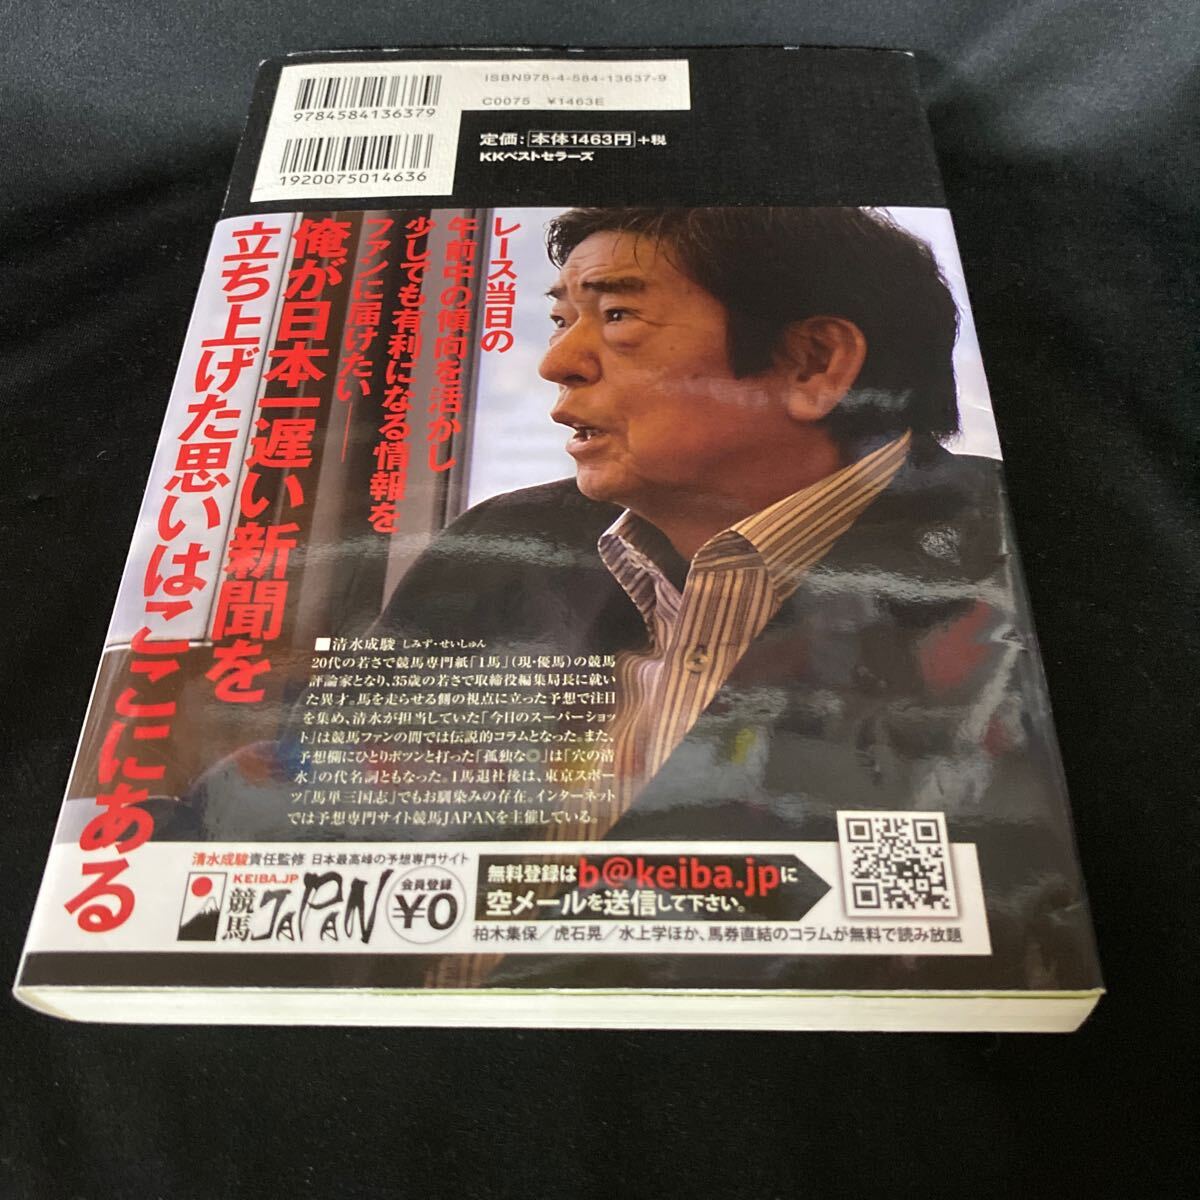 ISBN978-4-584-13637-9
C0075 ¥1463E
9784584136379
1920075014636
定価：本体1463円+税
KKベストセラーズ
レース当日の
午前中の傾向を活かし
少しでも有利になる情報を
ファンに届けたい――
俺が日本一遅い新聞を
立ち上げた思いはここにある
■清水成駿 しみず・せいしゅん
20代の若さで競馬専門紙「1馬」(現・優馬)の競馬
評論家となり、35歳の若さで取締役編集局長に就い
た異才。馬を走らせる側の視点に立った予想で注目
を集め、清水が担当していた「今日のスーパーショッ
ト」は競馬ファンの間では伝説的コラムとなった。また、
予想欄にひとりポツンと打った「孤独な◎」は「穴の清
水」の代名詞ともなった。1馬退社後は、東京スポー
ツ「馬単三国志」でもお馴染みの存在。インターネット
では予想専門サイト競馬JAPANを主催している。
清水成駿責任監修 日本最高峰の予想専門サイト
KEIBA.JP
競馬JAPAN
会員登録
¥0
無料登録はb@keiba.jpに
空メールを送信して下さい。
柏木集保／虎石晃／水上学ほか、馬券直結のコラムが無料で読み放題